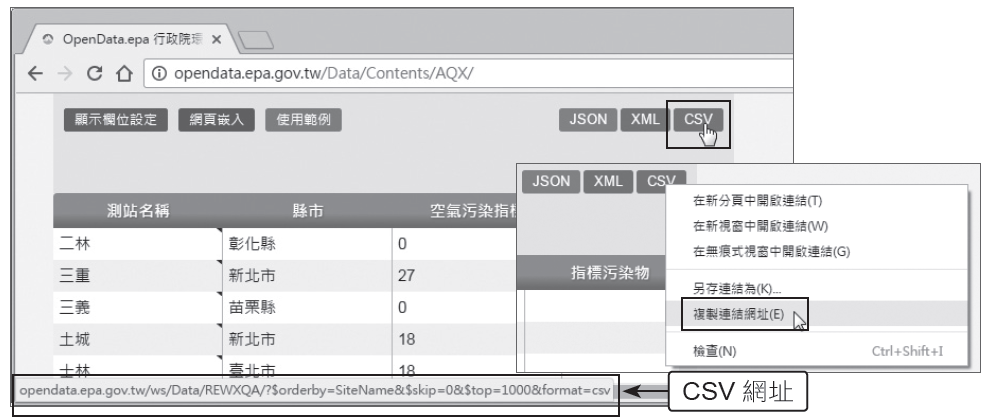 OpenData.epa 行政院環
opendata.epa.gov.tw/Data/Contents/AQX/
顯示欄位設定 網頁嵌入 使用範例 JSON XML CSV
測站名稱 縣市 空氣污染指標
二林 彰化縣 0
三重 新北市 27
三義 苗栗縣 0
土城 新北市 18
士林 臺北市 18
opendata.epa.gov.tw/ws/Data/REWXQA/?$orderby=SiteName&$skip=0&$top=1000&format=csv
JSON XML CSV
指標污染物
在新分頁中開啟連結(T)
在新視窗中開啟連結(W)
在無痕式視窗中開啟連結(G)
另存連結為(K)...
複製連結網址(E)
檢查(N) Ctrl+Shift+I
CSV 網址